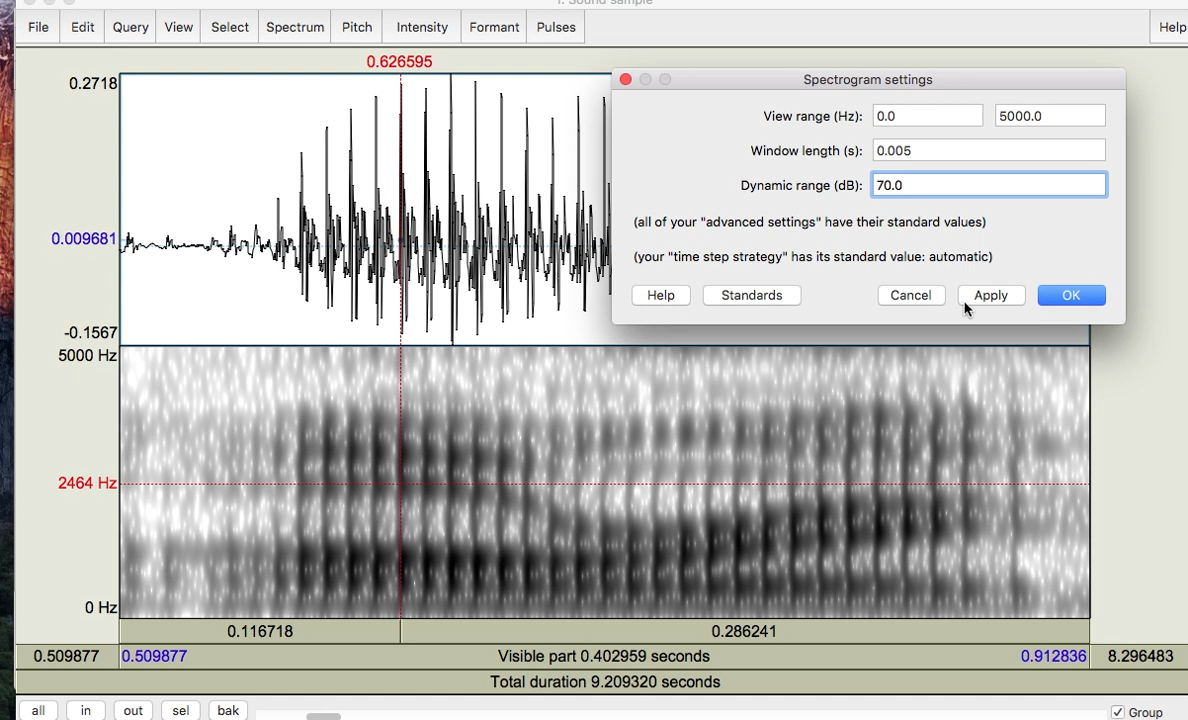 1. Sound sample
File Edit Query View Select Spectrum Pitch Intensity Formant Pulses Help
0.626595
0.2718
0.009681
-0.1567
Spectrogram settings
View range (Hz): 0.0 5000.0
Window length (s): 0.005
Dynamic range (dB): 70.0
(all of your "advanced settings" have their standard values)
(your "time step strategy" has its standard value: automatic)
Help Standards Cancel Apply OK
5000 Hz
2464 Hz
0 Hz
0.116718 0.286241
0.509877 0.509877 Visible part 0.402959 seconds 0.912836 8.296483
Total duration 9.209320 seconds
all in out sel bak Group